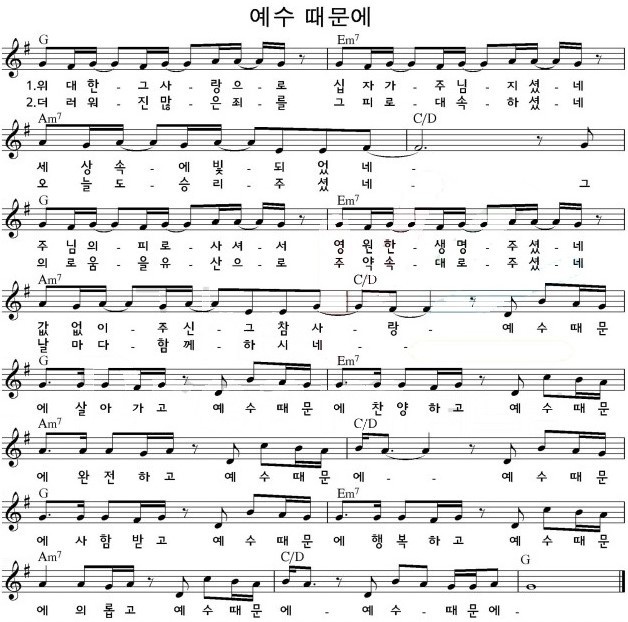 예수 때문에
G Em7
1.위 대 한 - 그 사 - 랑 으 - 로 십 자 가 - 주 님 - 지 셨 - 네
2.더 러 워 - 진 많 - 은 죄 - 를 그 피 로 - 대 속 - 하 셨 - 네
Am7 C/D
세 상 속 - 에 빛 - 되 었 네 -
오 늘 도 - 승 리 - 주 셨 네 - 그
G Em7
주 님 의 - 피 로 - 사 셔 - 서 영 원 한 - 생 명 - 주 셨 - 네
의 로 움 - 을 유 - 산 으 - 로 주 약 속 - 대 로 - 주 셨 - 네
Am7 C/D
값 없 이 - 주 신 - 그 참 사 - 랑 - 예 수 때 문
날 마 다 - 함 께 - 하 시 네 - -
G Em7
에 살 아 가 고 예 수 때 문 에 찬 양 하 고 예 수 때 문
Am7 C/D
에 완 전 하 고 예 수 때 문 에 - - 예 수 때 문
G Em7
에 사 함 받 고 예 수 때 문 에 행 복 하 고 예 수 때 문
Am7 C/D G
에 의 롭 고 예 수 때 문 에 - 예 수 - 때 문 에 -